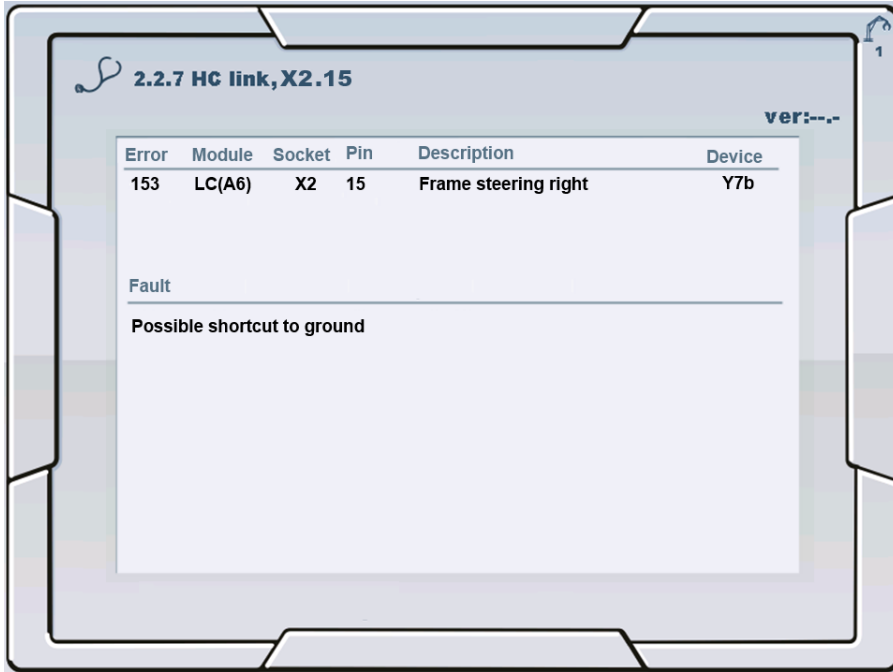 1
2.2.7 HC link,X2.15
ver:--.-
Error Module Socket Pin Description Device
153 LC(A6) X2 15 Frame steering right Y7b
Fault
Possible shortcut to ground